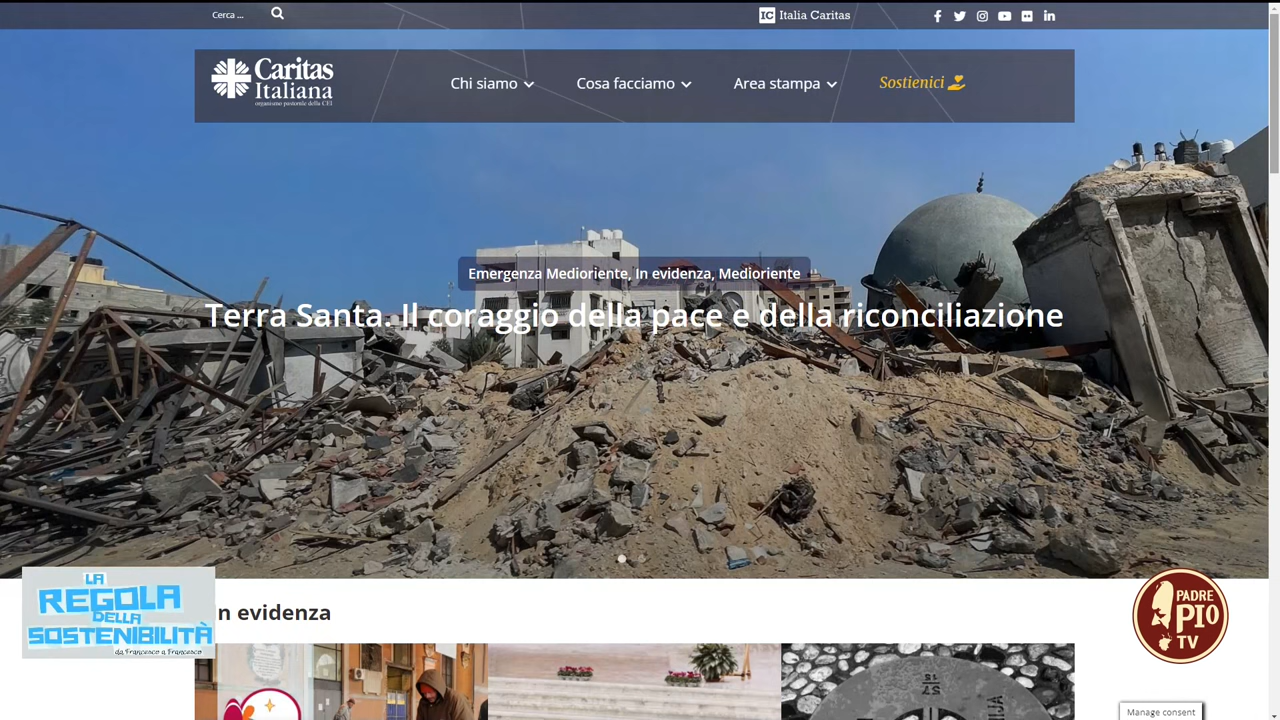 Cerca ...
IC Italia Caritas
Caritas
Italiana
organismo pastorale della CEI
Chi siamo
Cosa facciamo
Area stampa
Sostienici
Emergenza Medioriente, In evidenza, Medioriente
Terra Santa. Il coraggio della pace e della riconciliazione
In evidenza
LA
REGOLA
DELLA
SOSTENIBILITÀ
da Francesco a Francesco
PADRE
PIO
TV
Manage consent